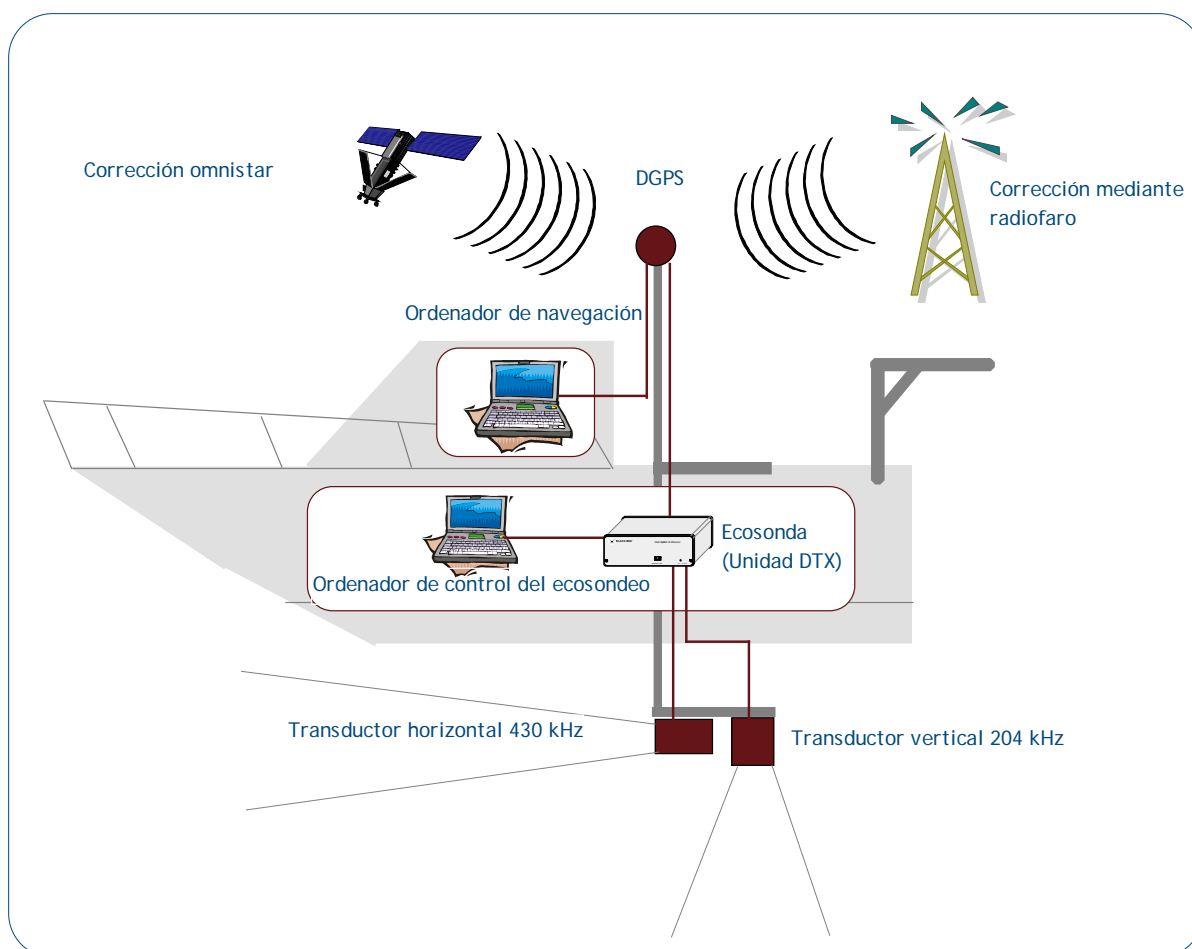 Corrección omnistar
DGPS
Corrección mediante
radiofaro
Ordenador de navegación
Ecosonda
(Unidad DTX)
Ordenador de control del ecosondeo
Transductor horizontal 430 kHz
Transductor vertical 204 kHz